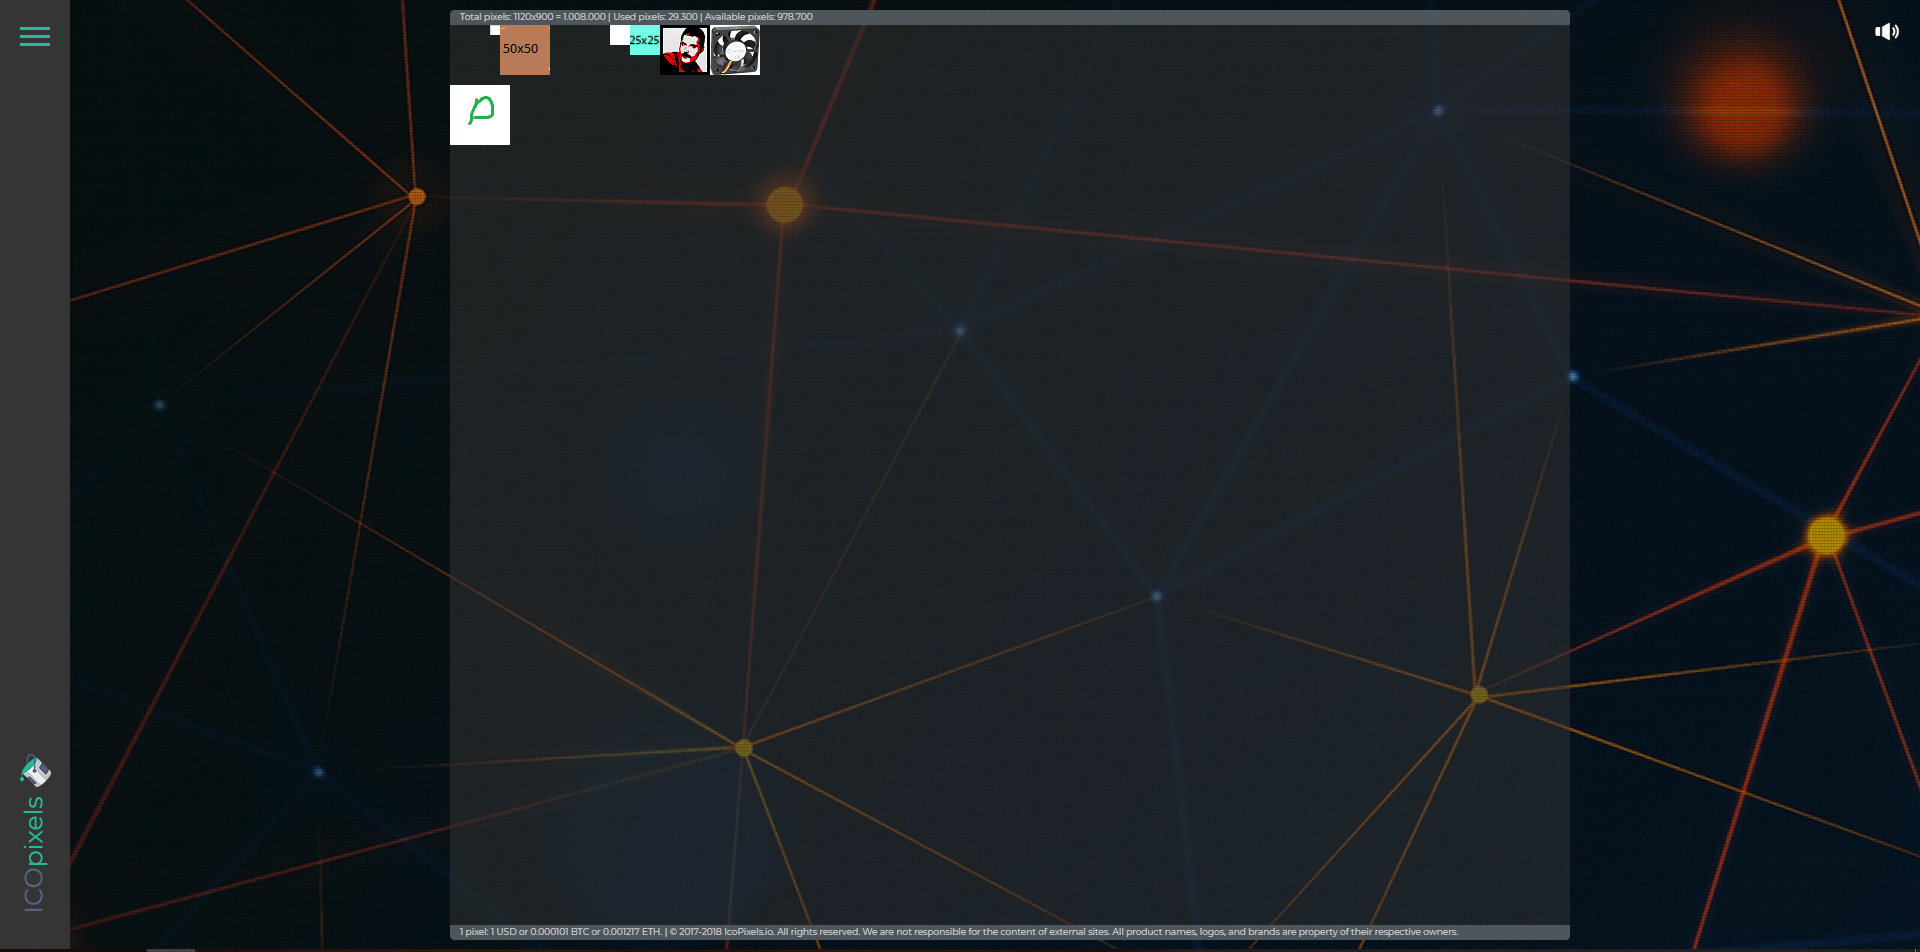 Total pixels: 1120x900 = 1.008.000 | Used pixels: 29.300 | Available pixels: 978.700
50x50
25x25
ICOpixels
1 pixel: 1 USD or 0.000101 BTC or 0.001217 ETH. | © 2017-2018 IcoPixels.io. All rights reserved. We are not responsible for the content of external sites. All product names, logos, and brands are property of their respective owners.